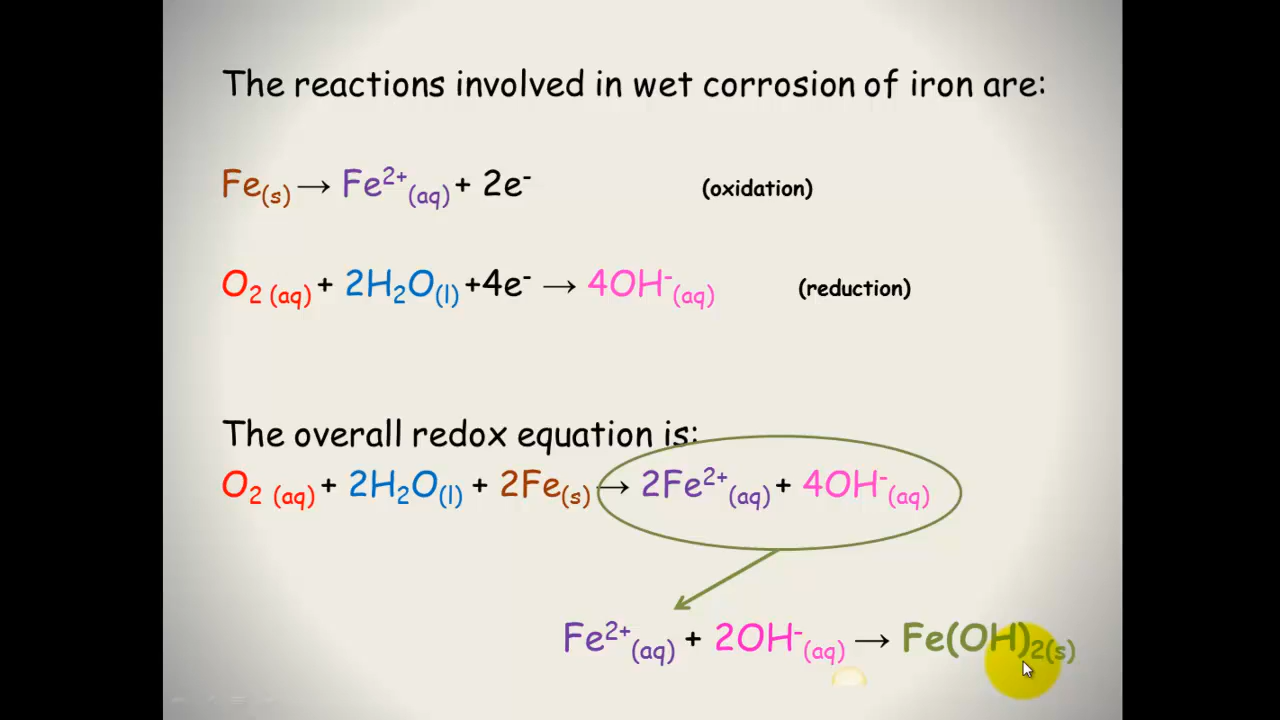 The reactions involved in wet corrosion of iron are:
Fe(s) → Fe²⁺(aq) + 2e⁻ (oxidation)
O₂ (aq) + 2H₂O(l) +4e⁻ → 4OH⁻(aq) (reduction)
The overall redox equation is:
O₂ (aq) + 2H₂O(l) + 2Fe(s) → 2Fe²⁺(aq) + 4OH⁻(aq)
Fe²⁺(aq) + 2OH⁻(aq) → Fe(OH)₂(s)